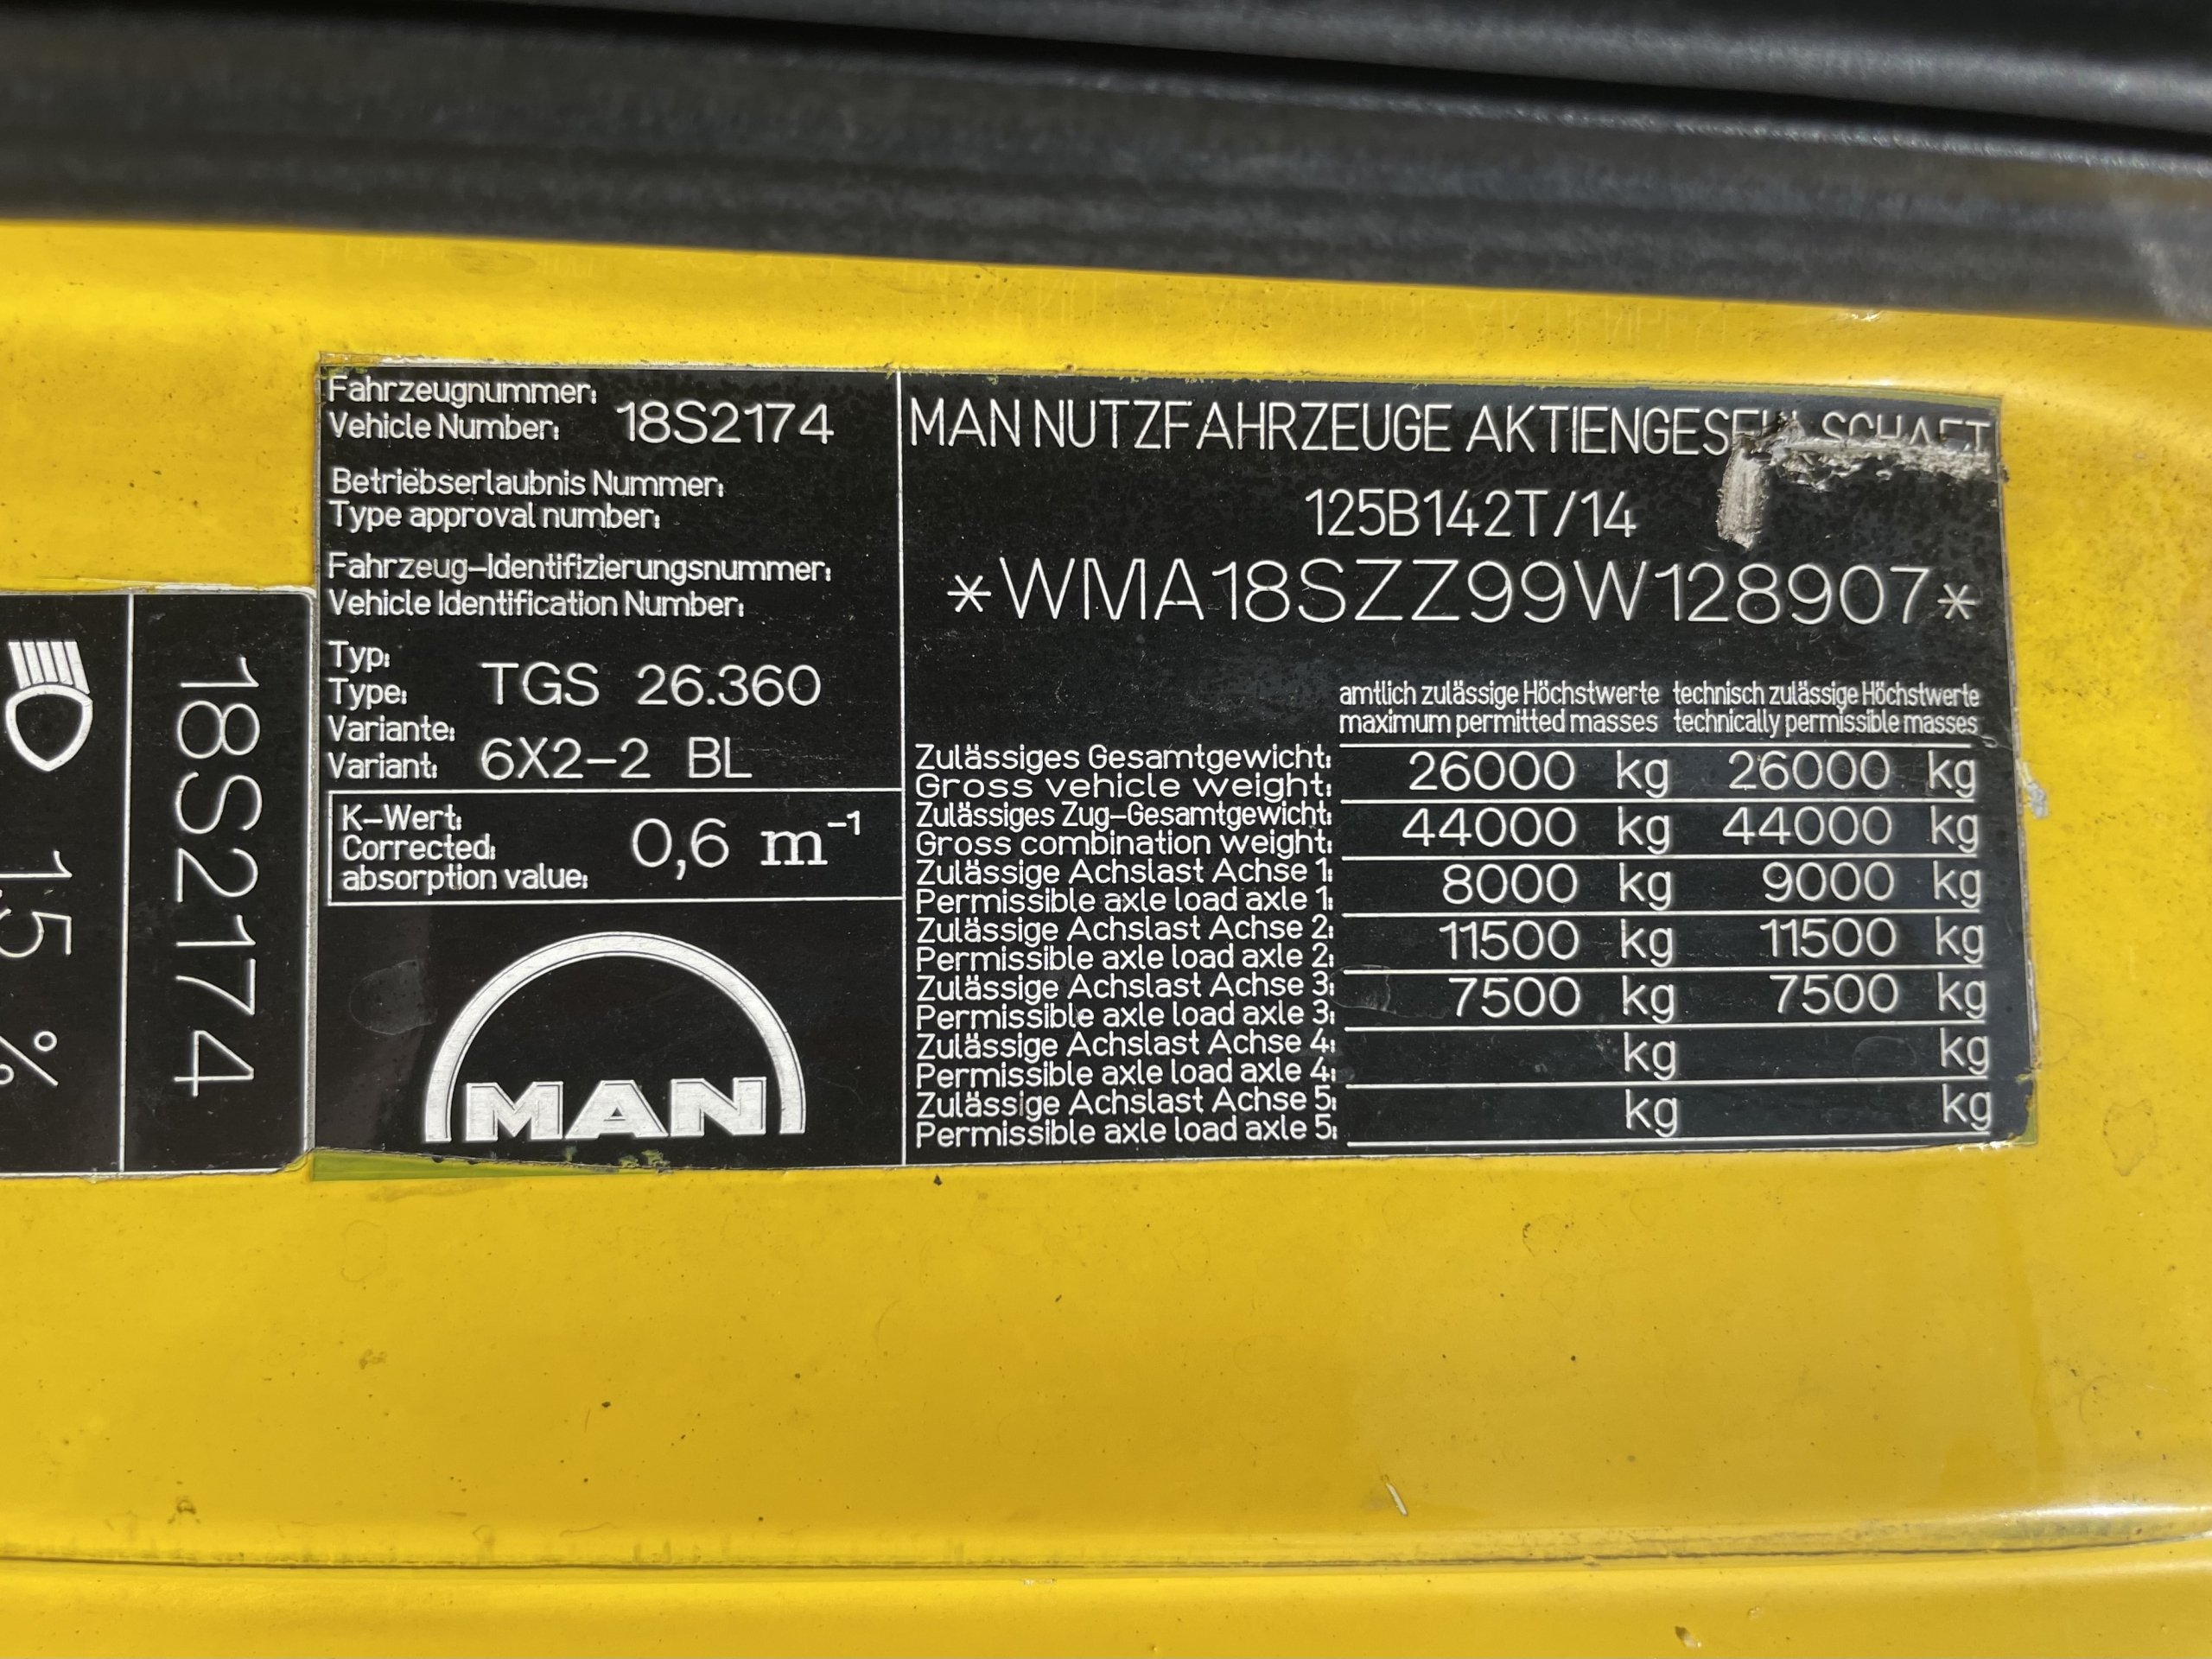 Fahrzeugnummer:
Vehicle Number: 18S2174
Betriebserlaubnis Nummer:
Type approval number:
Fahrzeug-Identifizierungsnummer:
Vehicle Identification Number:
Typ:
Type: TGS 26.360
Variante:
Variant: 6X2-2 BL
K-Wert:
Corrected:
absorption value: 0,6 m⁻¹
MAN
MAN NUTZFAHRZEUGE AKTIENGESELLSCHAFT
125B142T/14
*WMA18SZZ99W128907*
amtlich zulässige Höchstwerte technisch zulässige Höchstwerte
maximum permitted masses technically permissible masses
Zulässiges Gesamtgewicht:
Gross vehicle weight: 26000 kg 26000 kg
Zulässiges Zug-Gesamtgewicht:
Gross combination weight: 44000 kg 44000 kg
Zulässige Achslast Achse 1:
Permissible axle load axle 1: 8000 kg 9000 kg
Zulässige Achslast Achse 2:
Permissible axle load axle 2: 11500 kg 11500 kg
Zulässige Achslast Achse 3:
Permissible axle load axle 3: 7500 kg 7500 kg
Zulässige Achslast Achse 4:
Permissible axle load axle 4: kg kg
Zulässige Achslast Achse 5:
Permissible axle load axle 5: kg kg
18S2174
1,5 %